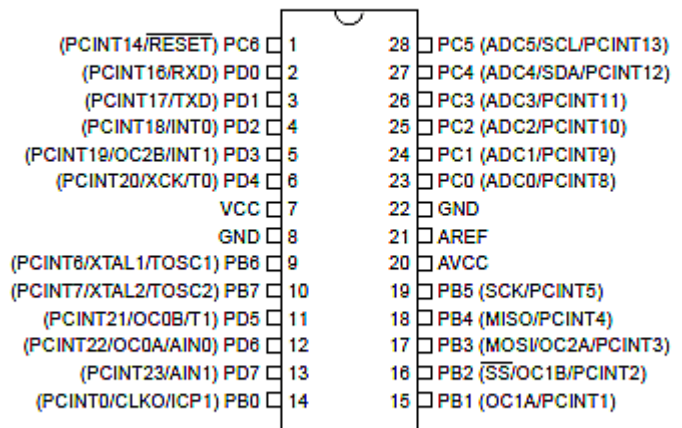 (PCINT14/RESET) PC6 1 28 PC5 (ADC5/SCL/PCINT13)
(PCINT16/RXD) PD0 2 27 PC4 (ADC4/SDA/PCINT12)
(PCINT17/TXD) PD1 3 26 PC3 (ADC3/PCINT11)
(PCINT18/INT0) PD2 4 25 PC2 (ADC2/PCINT10)
(PCINT19/OC2B/INT1) PD3 5 24 PC1 (ADC1/PCINT9)
(PCINT20/XCK/T0) PD4 6 23 PC0 (ADC0/PCINT8)
VCC 7 22 GND
GND 8 21 AREF
(PCINT6/XTAL1/TOSC1) PB6 9 20 AVCC
(PCINT7/XTAL2/TOSC2) PB7 10 19 PB5 (SCK/PCINT5)
(PCINT21/OC0B/T1) PD5 11 18 PB4 (MISO/PCINT4)
(PCINT22/OC0A/AIN0) PD6 12 17 PB3 (MOSI/OC2A/PCINT3)
(PCINT23/AIN1) PD7 13 16 PB2 (SS/OC1B/PCINT2)
(PCINT0/CLKO/ICP1) PB0 14 15 PB1 (OC1A/PCINT1)